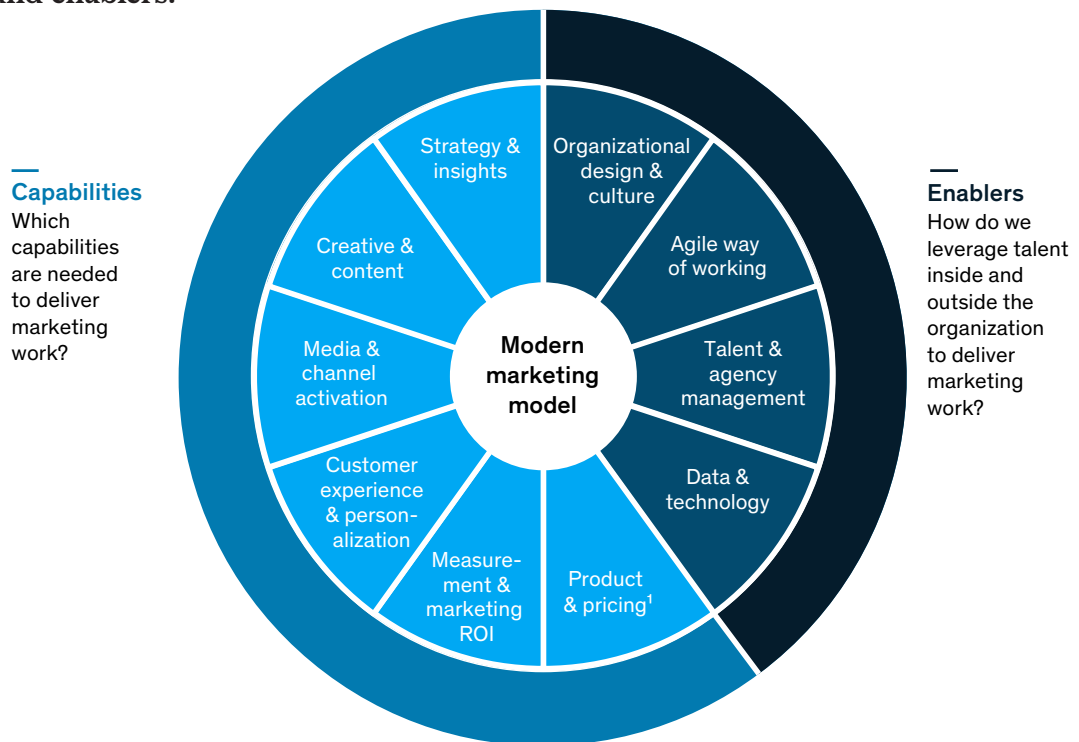 and enablers.
Capabilities
Which
capabilities
are needed
to deliver
marketing
work?
Strategy &
insights
Creative &
content
Media &
channel
activation
Customer
experience
& person-
alization
Measure-
ment &
marketing
ROI
Product
& pricing¹
Modern
marketing
model
Organizational
design &
culture
Agile way
of working
Talent &
agency
management
Data &
technology
Enablers
How do we
leverage talent
inside and
outside the
organization
to deliver
marketing
work?